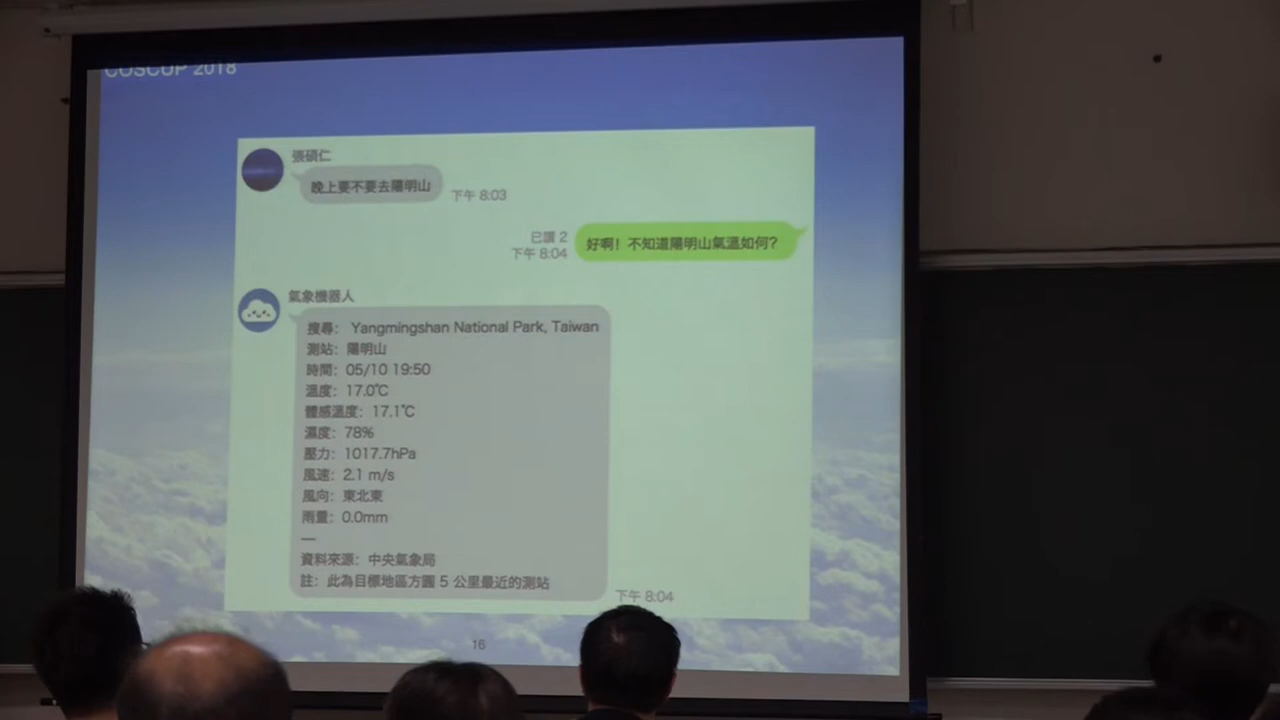 COSCUP 2018
張碩仁
晚上要不要去陽明山
下午 8:03
已讀 2
下午 8:04
好啊！不知道陽明山氣溫如何？
氣象機器人
搜尋： Yangmingshan National Park, Taiwan
測站：陽明山
時間：05/10 19:50
溫度：17.0℃
體感溫度：17.1℃
濕度：78%
壓力：1017.7hPa
風速：2.1 m/s
風向：東北東
雨量：0.0mm
—
資料來源：中央氣象局
註：此為目標地區方圓 5 公里最近的測站
下午 8:04
16